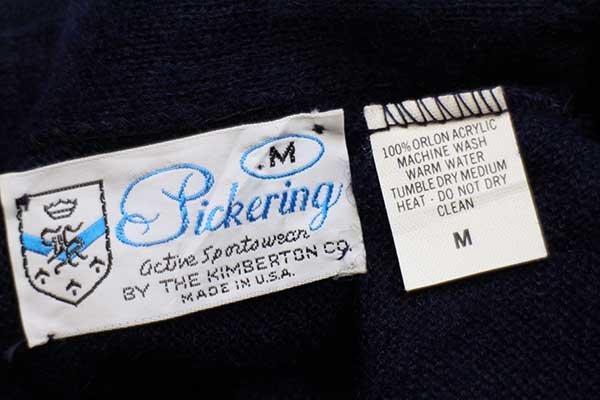 M
Pickering
active Sportswear
BY THE KIMBERTON CO.
MADE IN U.S.A.
100% ORLON ACRYLIC
MACHINE WASH
WARM WATER
TUMBLE DRY MEDIUM
HEAT - DO NOT DRY
CLEAN
M